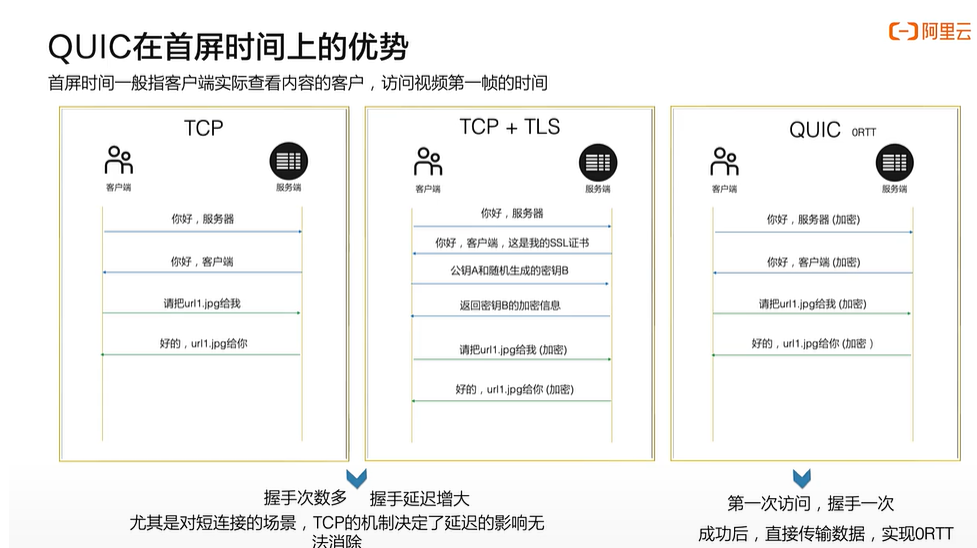 阿里云
QUIC在首屏时间上的优势
首屏时间一般指客户端实际查看内容的客户，访问视频第一帧的时间
TCP
客户端
服务端
你好，服务器
你好，客户端
请把url1.jpg给我
好的，url1.jpg给你
TCP + TLS
客户端
服务端
你好，服务器
你好，客户端，这是我的SSL证书
公钥A和随机生成的密钥B
返回密钥B的加密信息
请把url1.jpg给我 (加密)
好的，url1.jpg给你 (加密)
QUIC 0RTT
客户端
服务端
你好，服务器 (加密)
你好，客户端 (加密)
请把url1.jpg给我 (加密)
好的，url1.jpg给你 (加密 )
握手次数多 握手延迟增大
尤其是对短连接的场景，TCP的机制决定了延迟的影响无
法消除
第一次访问，握手一次
成功后，直接传输数据，实现0RTT